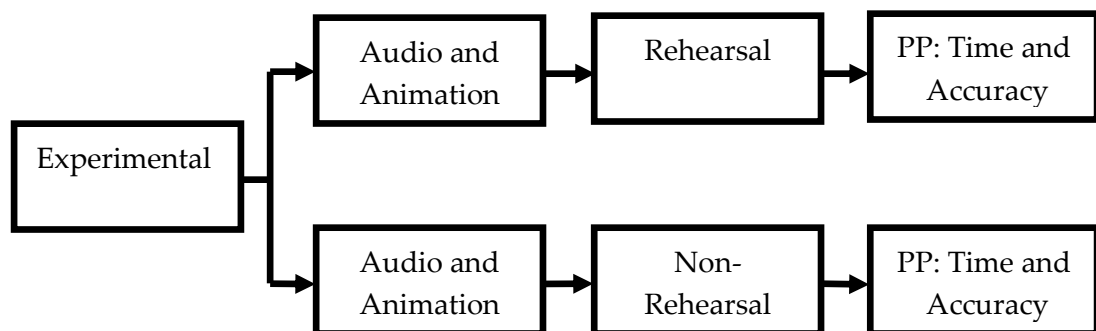 Audio and
Animation
Rehearsal
PP: Time and
Accuracy
Experimental
Audio and
Animation
Non-
Rehearsal
PP: Time and
Accuracy